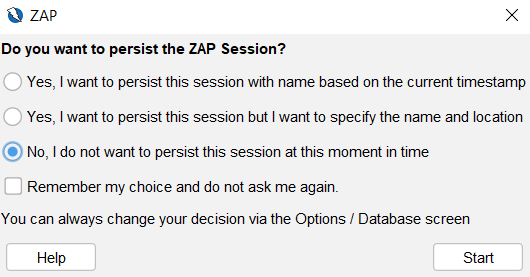 ZAP
Do you want to persist the ZAP Session?
Yes, I want to persist this session with name based on the current timestamp
Yes, I want to persist this session but I want to specify the name and location
No, I do not want to persist this session at this moment in time
Remember my choice and do not ask me again.
You can always change your decision via the Options / Database screen
Help
Start